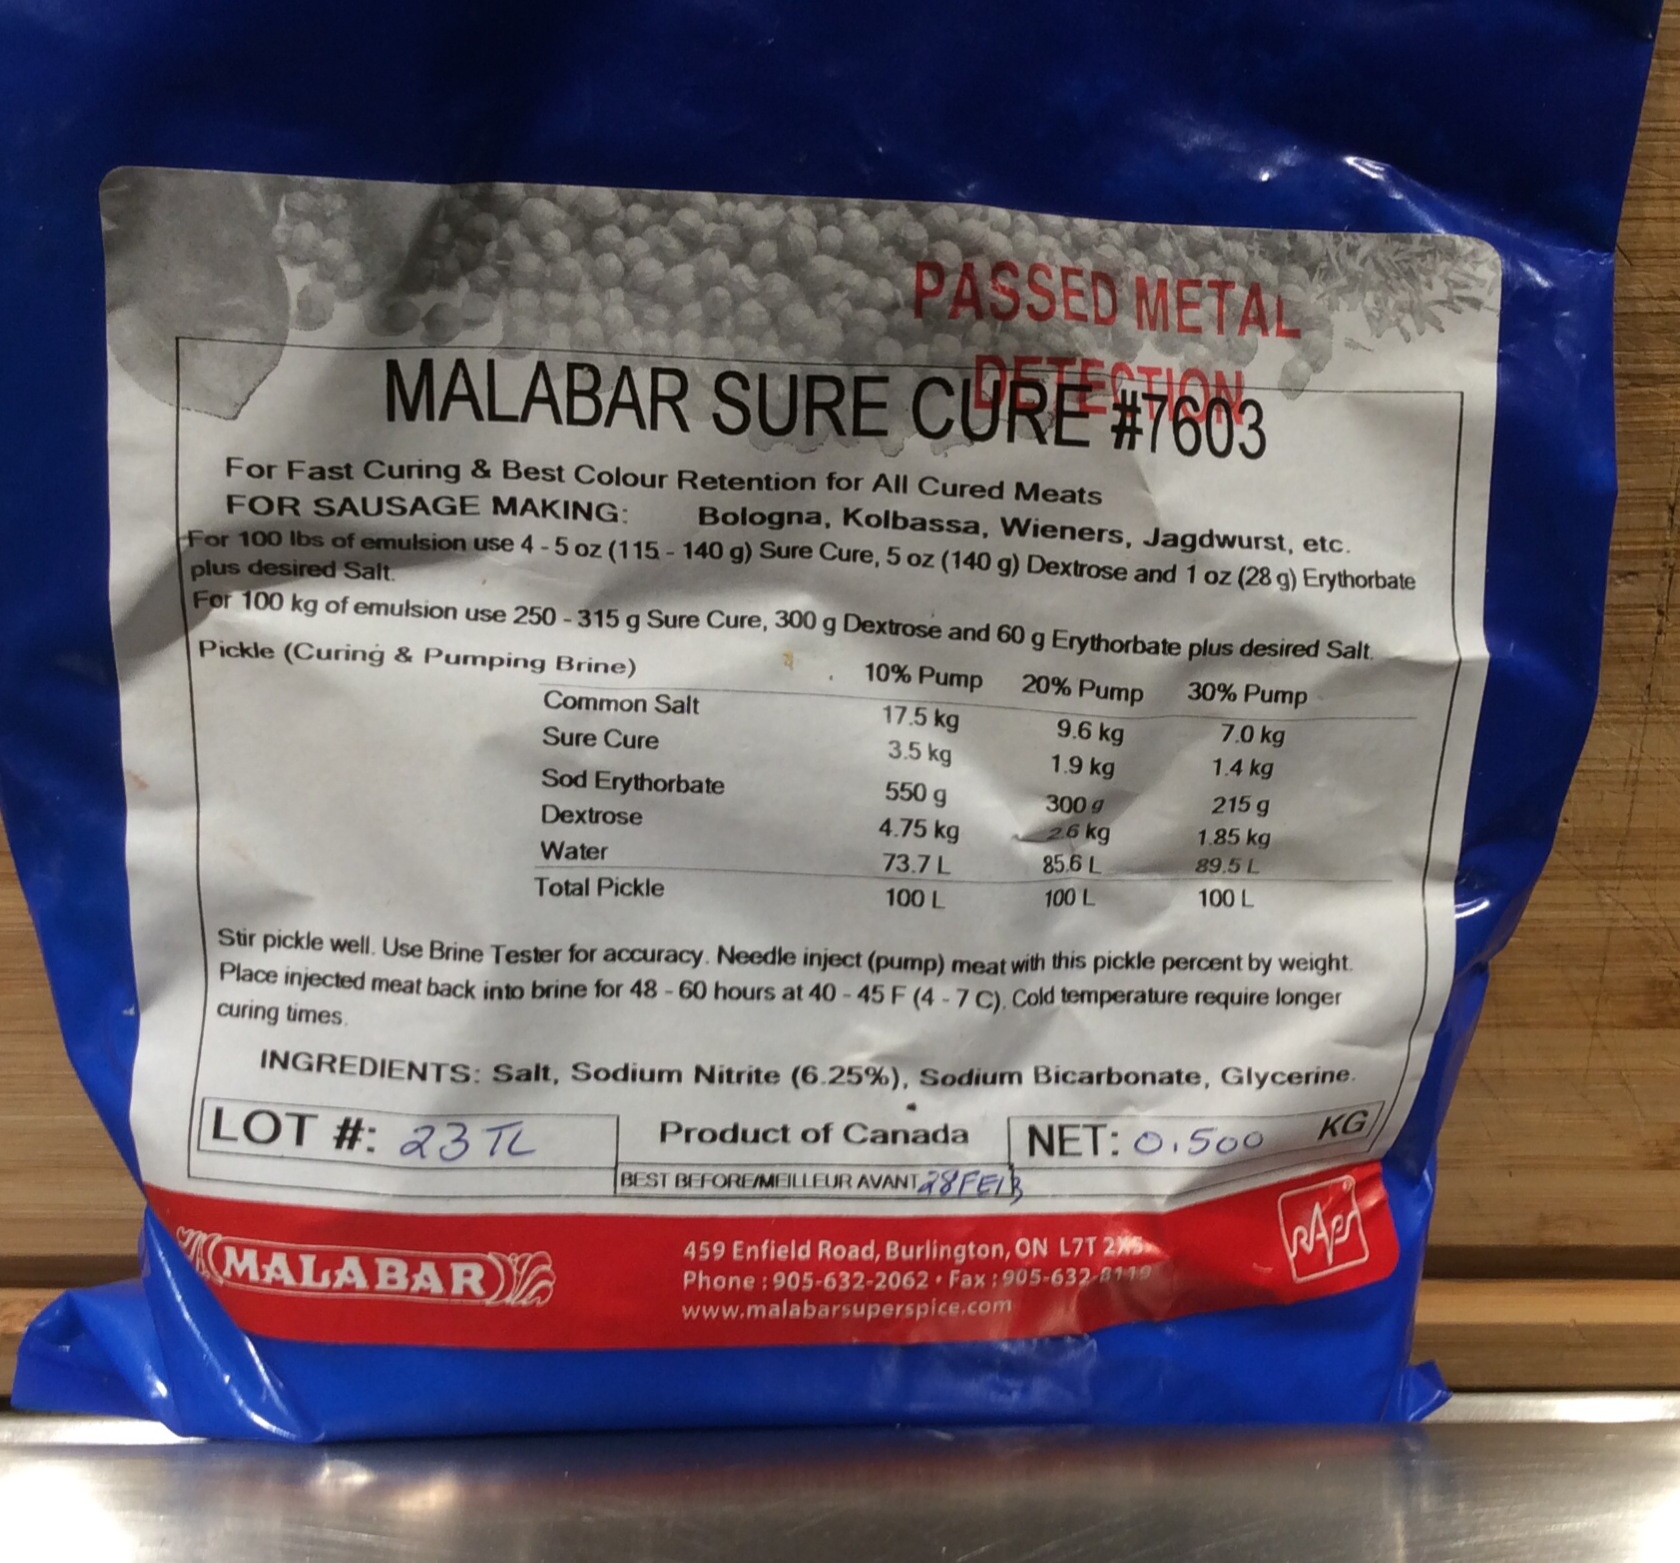 PASSED METAL
DETECTION
MALABAR SURE CURE #7603
For Fast Curing & Best Colour Retention for All Cured Meats
FOR SAUSAGE MAKING: Bologna, Kolbassa, Wieners, Jagdwurst, etc.
For 100 lbs of emulsion use 4 - 5 oz (115 - 140 g) Sure Cure, 5 oz (140 g) Dextrose and 1 oz (28 g) Erythorbate
plus desired Salt.
For 100 kg of emulsion use 250 - 315 g Sure Cure, 300 g Dextrose and 60 g Erythorbate plus desired Salt.
Pickle (Curing & Pumping Brine) 10% Pump 20% Pump 30% Pump
Common Salt 17.5 kg 9.6 kg 7.0 kg
Sure Cure 3.5 kg 1.9 kg 1.4 kg
Sod Erythorbate 550 g 300 g 215 g
Dextrose 4.75 kg 2.6 kg 1.85 kg
Water 73.7 L 85.6 L 89.5 L
Total Pickle 100 L 100 L 100 L
Stir pickle well. Use Brine Tester for accuracy. Needle inject (pump) meat with this pickle percent by weight.
Place injected meat back into brine for 48 - 60 hours at 40 - 45 F (4 - 7 C). Cold temperature require longer
curing times.
INGREDIENTS: Salt, Sodium Nitrite (6.25%), Sodium Bicarbonate, Glycerine.
LOT #: 23 TL Product of Canada NET: 0.500 KG
BEST BEFORE/MEILLEUR AVANT
MALABAR
459 Enfield Road, Burlington, ON L7T 2X5
Phone : 905-632-2062 • Fax : 905-632-8119
www.malabarsuperspice.com
RAPS